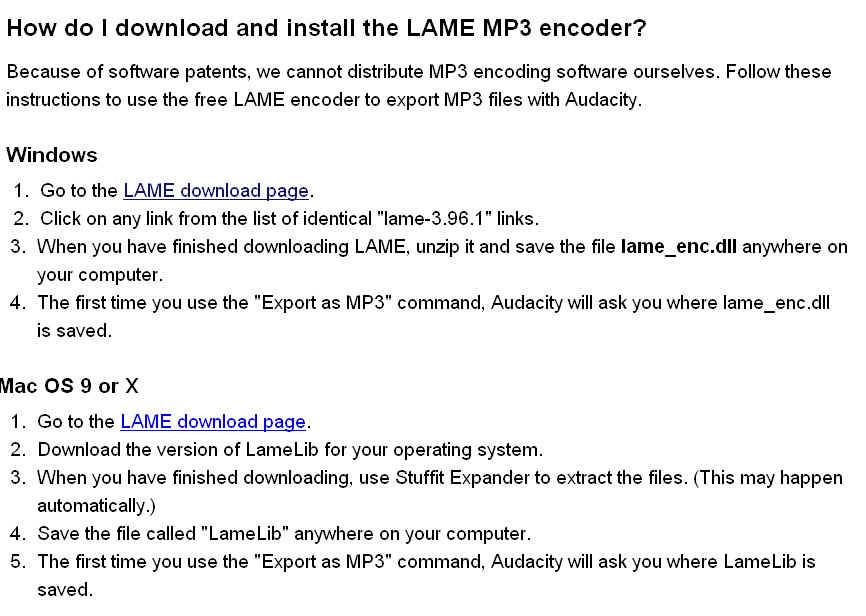 How do I download and install the LAME MP3 encoder?
Because of software patents, we cannot distribute MP3 encoding software ourselves. Follow these
instructions to use the free LAME encoder to export MP3 files with Audacity.
Windows
1. Go to the LAME download page.
2. Click on any link from the list of identical "lame-3.96.1" links.
3. When you have finished downloading LAME, unzip it and save the file lame_enc.dll anywhere on
your computer.
4. The first time you use the "Export as MP3" command, Audacity will ask you where lame_enc.dll
is saved.
Mac OS 9 or X
1. Go to the LAME download page.
2. Download the version of LameLib for your operating system.
3. When you have finished downloading, use Stuffit Expander to extract the files. (This may happen
automatically.)
4. Save the file called "LameLib" anywhere on your computer.
5. The first time you use the "Export as MP3" command, Audacity will ask you where LameLib is
saved.